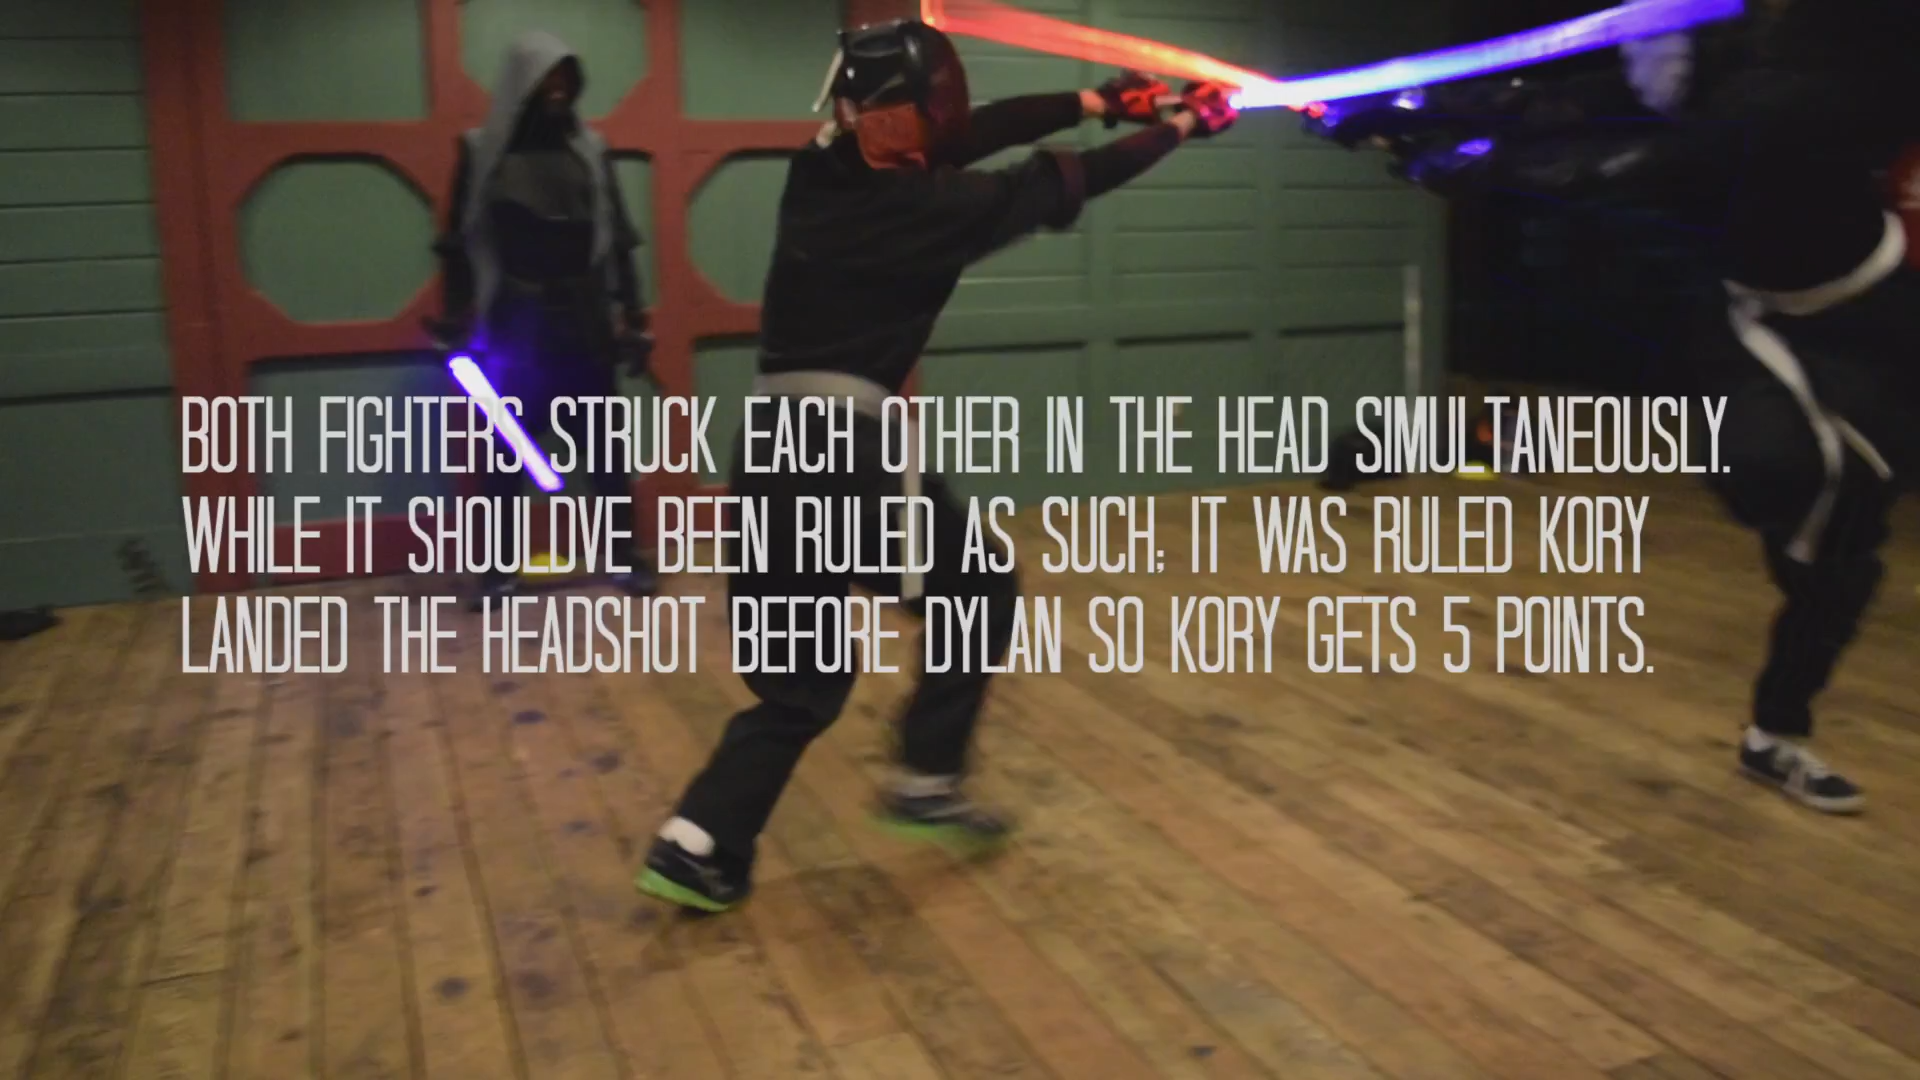 BOTH FIGHTERS STRUCK EACH OTHER IN THE HEAD SIMULTANEOUSLY.
WHILE IT SHOULDVE BEEN RULED AS SUCH; IT WAS RULED KORY
LANDED THE HEADSHOT BEFORE DYLAN SO KORY GETS 5 POINTS.